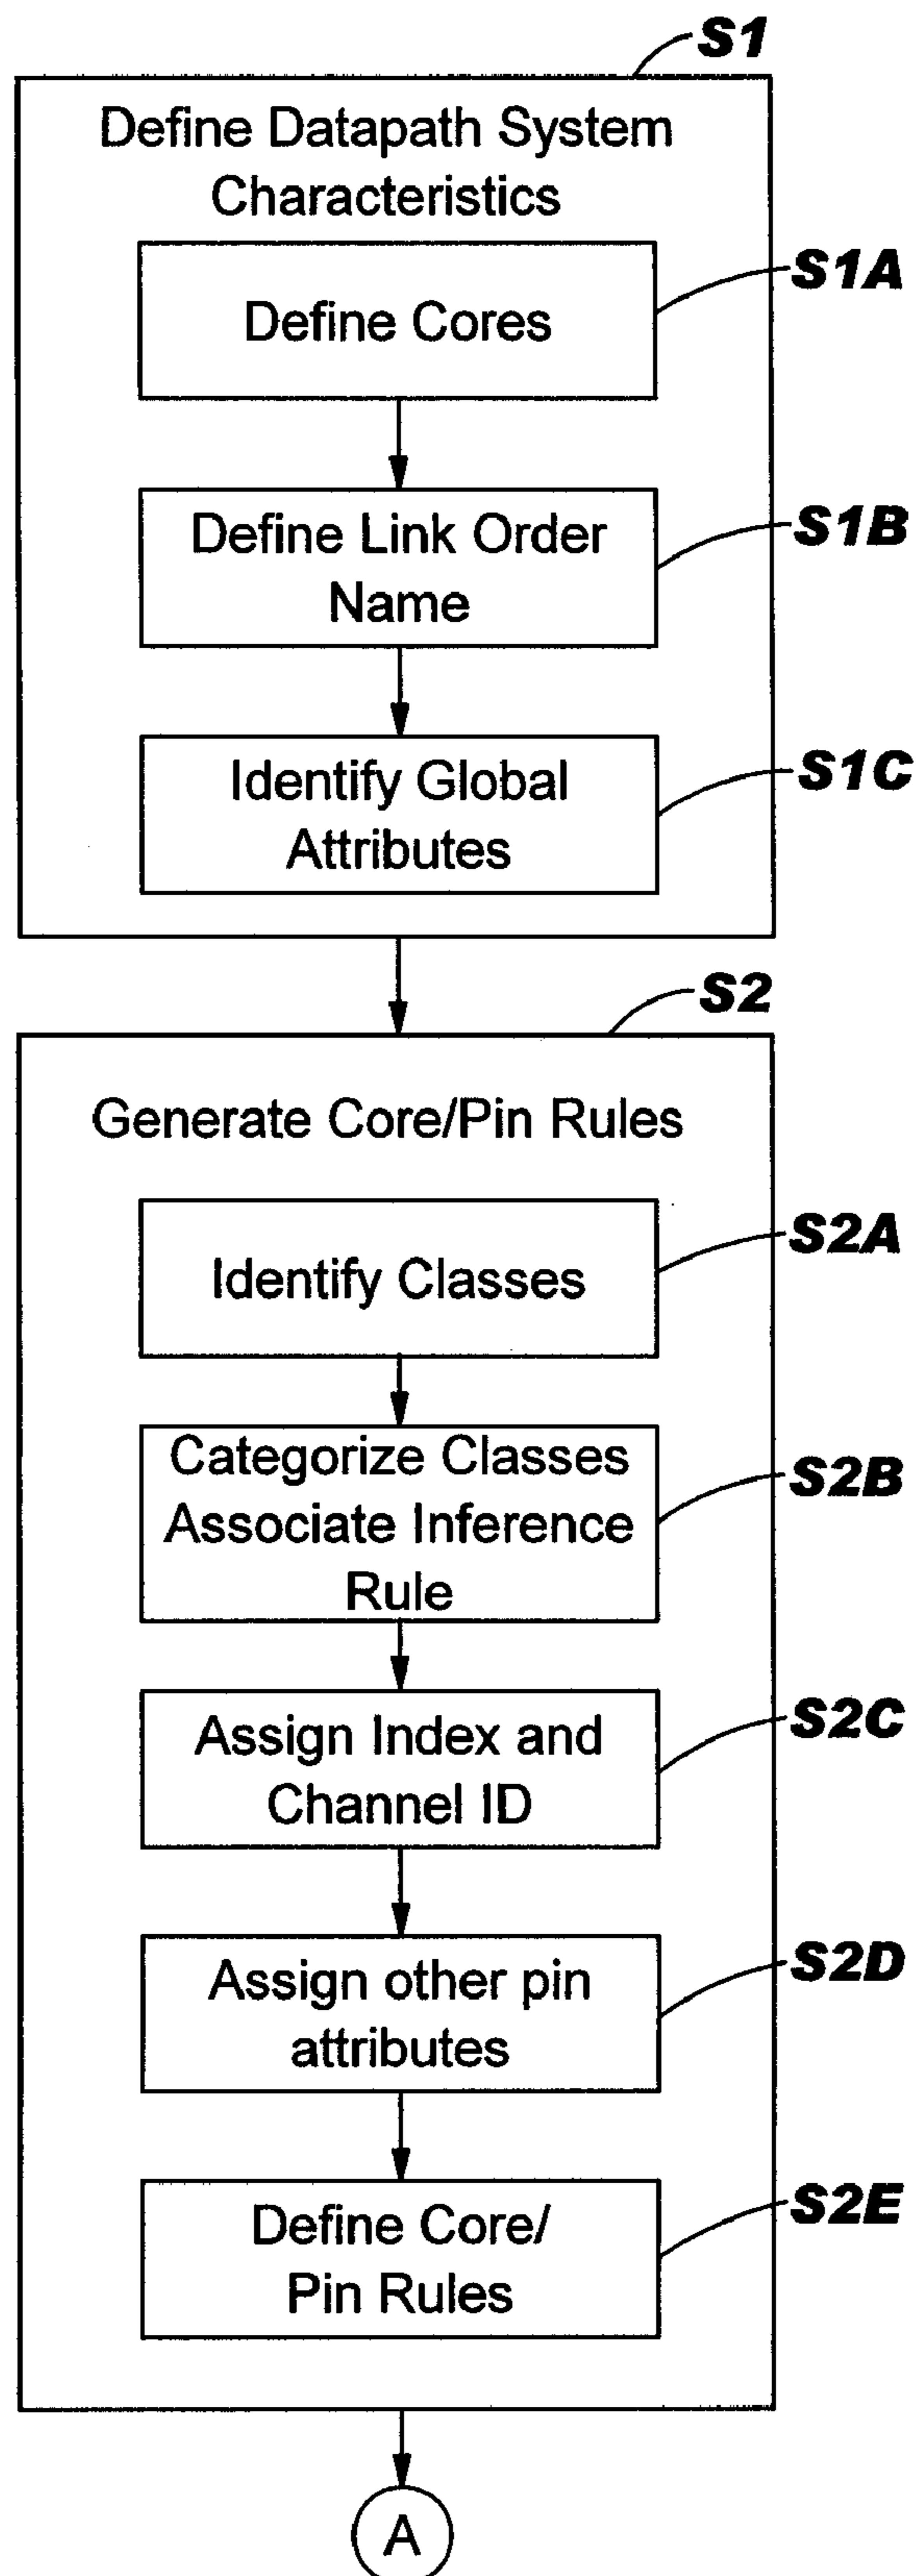 S1
Define Datapath System
Characteristics
S1A
Define Cores
S1B
Define Link Order
Name
S1C
Identify Global
Attributes
S2
Generate Core/Pin Rules
S2A
Identify Classes
S2B
Categorize Classes
Associate Inference
Rule
S2C
Assign Index and
Channel ID
S2D
Assign other pin
attributes
S2E
Define Core/
Pin Rules
A